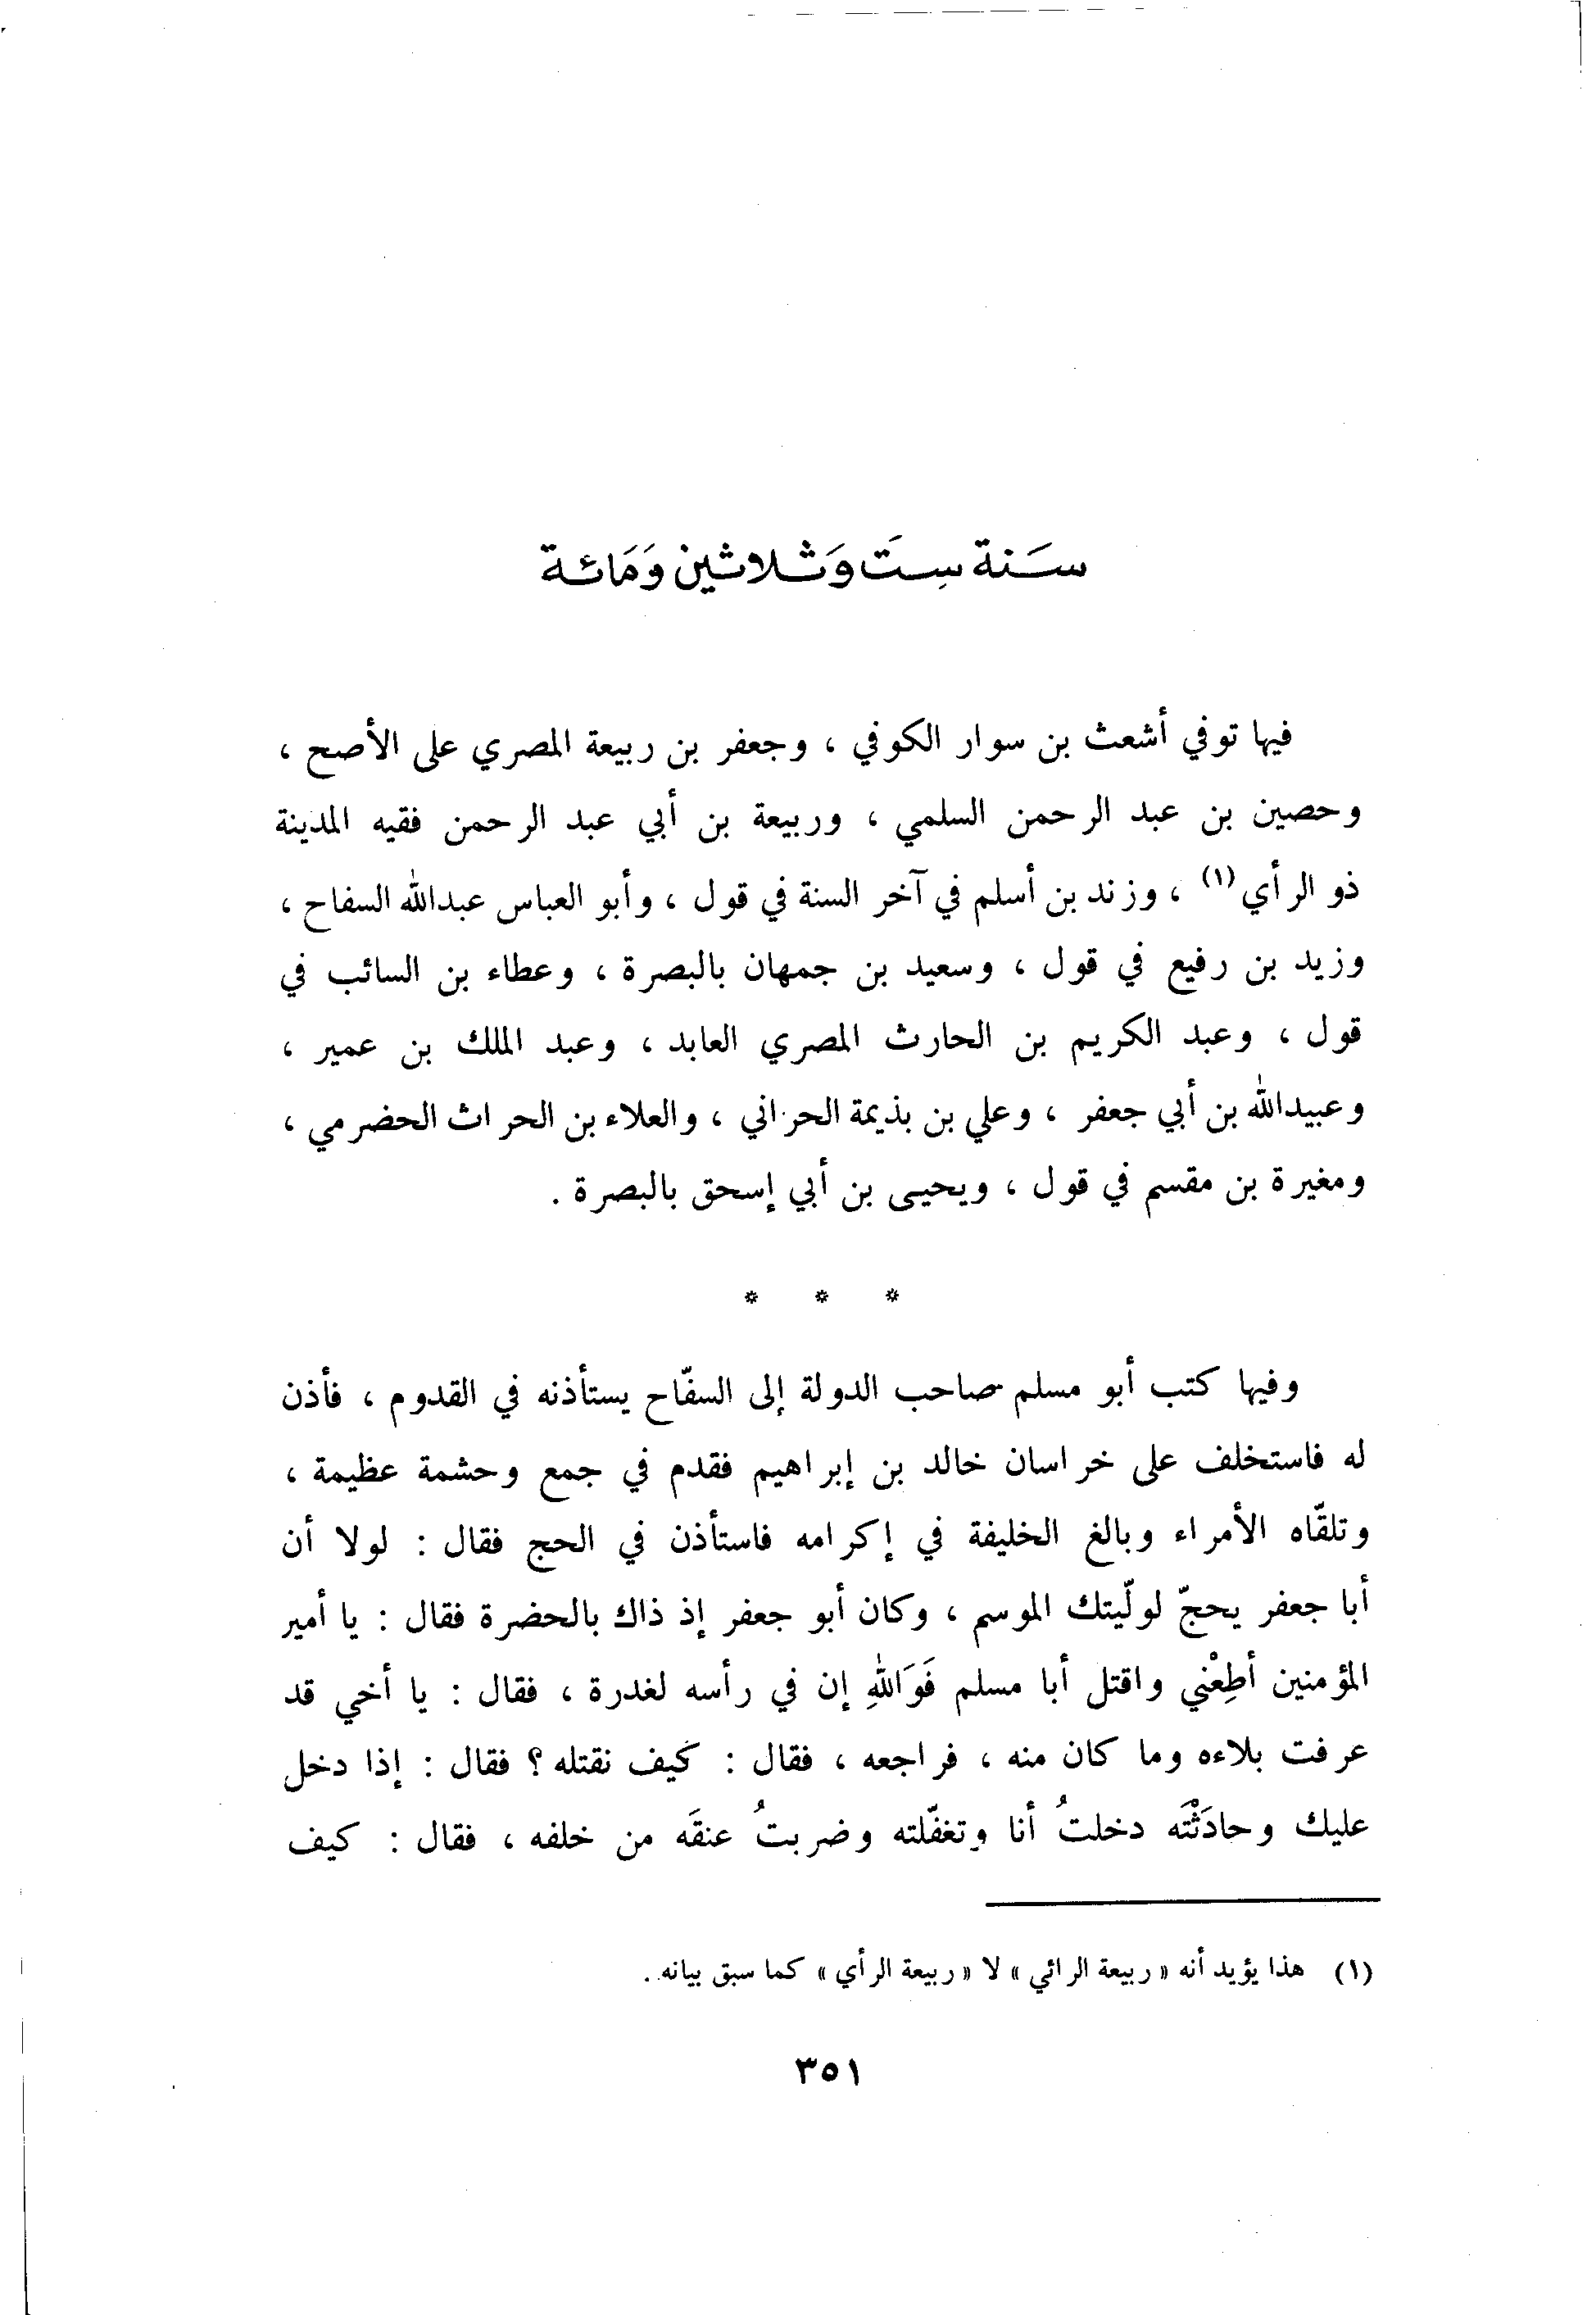 سَنة سِتَ وَثلاثين وَمَائة
فيها توفي أشعث بن سوار الكوفي ، وجعفر بن ربيعة المصري على الأصح ،
وحصين بن عبد الرحمن السلمي ، وربيعة بن أبي عبد الرحمن فقيه المدينة
ذو الرأي(١) ، وزند بن أسلم في آخر السنة في قول ، وأبو العباس عبدالله السفاح ،
وزيد بن رفيع في قول ، وسعيد بن جمهان بالبصرة ، وعطاء بن السائب في
قول ، وعبد الكريم بن الحارث المصري العابد ، وعبد الملك بن عمير ،
وعبيدالله بن أبي جعفر ، وعلي بن بذيمة الحراني ، والعلاء بن الحراث الحضرمي ،
ومغيرة بن مقسم في قول ، ويحيى بن أبي إسحق بالبصرة .
* * *
وفيها كتب أبو مسلم صاحب الدولة إلى السفّاح يستأذنه في القدوم ، فأذن
له فاستخلف على خراسان خالد بن إبراهيم فقدم في جمع وحشمة عظيمة ،
وتلقّاه الأمراء وبالغ الخليفة في إكرامه فاستأذن في الحج فقال : لولا أن
أبا جعفر يحجّ لولّيتك الموسم ، وكان أبو جعفر إذ ذاك بالحضرة فقال : يا أمير
المؤمنين أطِعْني واقتل أبا مسلم فَوَاللهِ إن في رأسه لغدرة ، فقال : يا أخي قد
عرفت بلاءه وما كان منه ، فراجعه ، فقال : كيف نقتله ؟ فقال : إذا دخل
عليك وحادَثْتَه دخلتُ أنا وتغفّلته وضربتُ عنقَه من خلفه ، فقال : كيف
(١) هذا يؤيد أنه « ربيعة الرائي » لا « ربيعة الرأي » كما سبق بيانه .
٣٥١